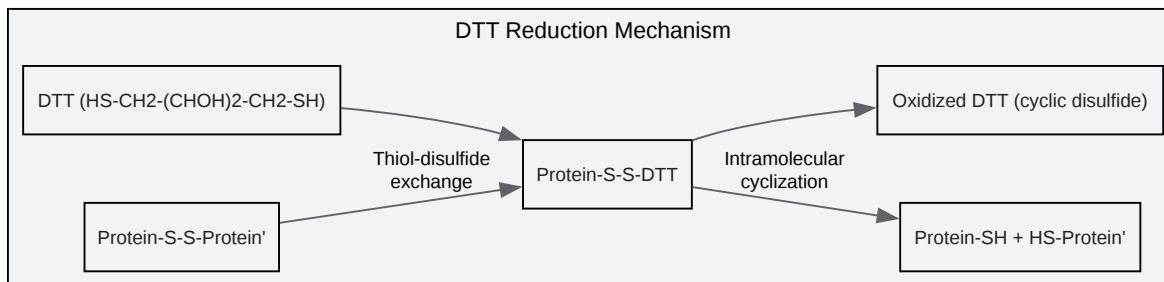 DTT Reduction Mechanism
DTT (HS-CH2-(CHOH)2-CH2-SH)
Oxidized DTT (cyclic disulfide)
Thiol-disulfide
exchange
Protein-S-S-DTT
Intramolecular
cyclization
Protein-S-S-Protein'
Protein-SH + HS-Protein'